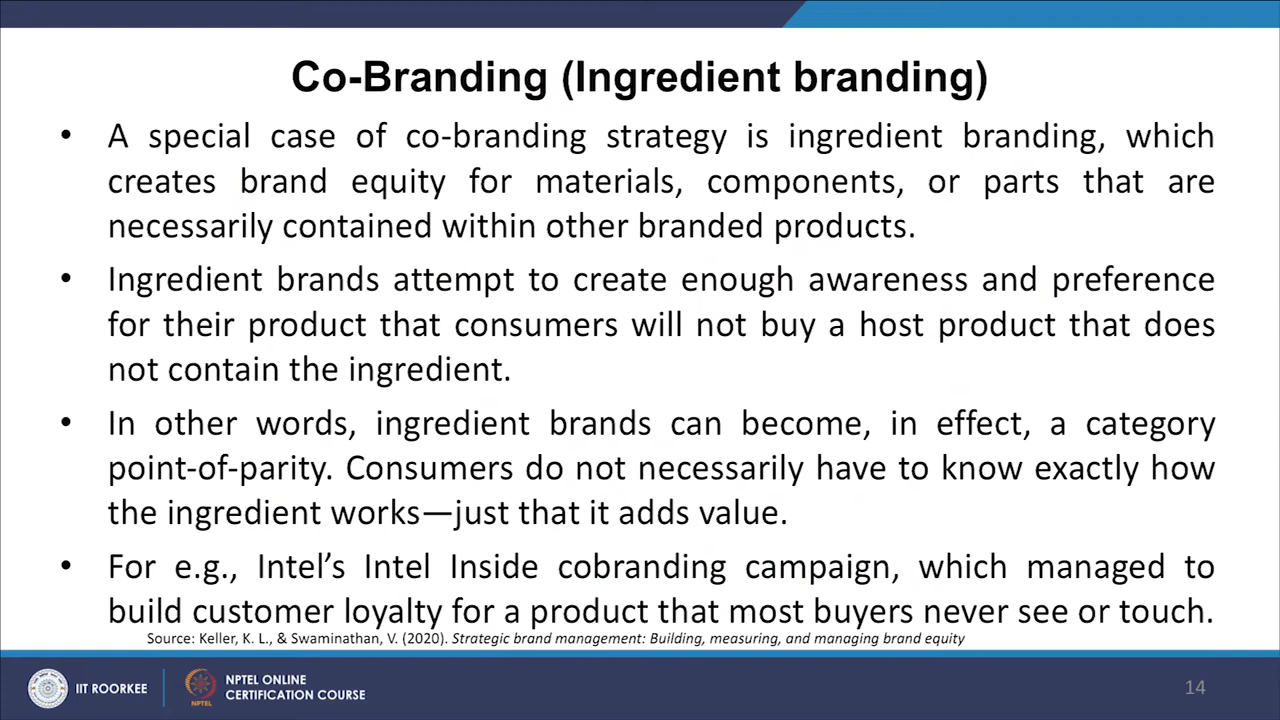 Co-Branding (Ingredient branding)
• A special case of co-branding strategy is ingredient branding, which
creates brand equity for materials, components, or parts that are
necessarily contained within other branded products.
• Ingredient brands attempt to create enough awareness and preference
for their product that consumers will not buy a host product that does
not contain the ingredient.
• In other words, ingredient brands can become, in effect, a category
point-of-parity. Consumers do not necessarily have to know exactly how
the ingredient works—just that it adds value.
• For e.g., Intel’s Intel Inside cobranding campaign, which managed to
build customer loyalty for a product that most buyers never see or touch.
Source: Keller, K. L., & Swaminathan, V. (2020). Strategic brand management: Building, measuring, and managing brand equity
IIT ROORKEE
NPTEL
NPTEL ONLINE
CERTIFICATION COURSE
14